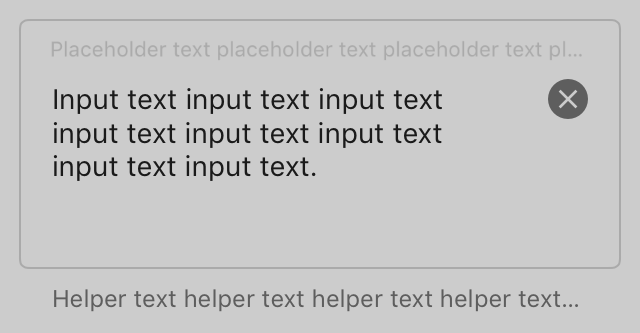 Placeholder text placeholder text placeholder text pl...
Input text input text input text
input text input text input text
input text input text.
Helper text helper text helper text helper text...